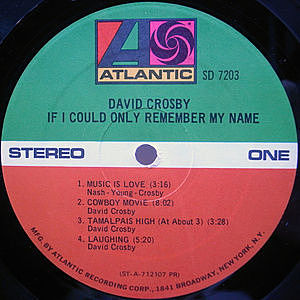 ATLANTIC
SD 7203
DAVID CROSBY
IF I COULD ONLY REMEMBER MY NAME
STEREO
ONE
1. MUSIC IS LOVE (3:16)
Nash - Young - Crosby
2. COWBOY MOVIE (8:02)
David Crosby
3. TAMALPAIS HIGH (At About 3) (3:28)
David Crosby
4. LAUGHING (5:20)
David Crosby
(ST-A-712107 PR)
MFG. BY ATLANTIC RECORDING CORP., 1841 BROADWAY, NEW YORK, N.Y.